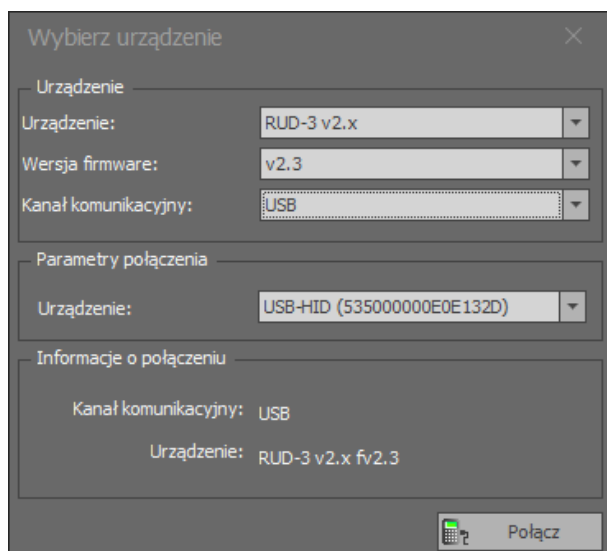 Wybierz urządzenie
Urządzenie
Urządzenie: RUD-3 v2.x
Wersja firmware: v2.3
Kanał komunikacyjny: USB
Parametry połączenia
Urządzenie: USB-HID (535000000E0E132D)
Informacje o połączeniu
Kanał komunikacyjny: USB
Urządzenie: RUD-3 v2.x fv2.3
Połącz